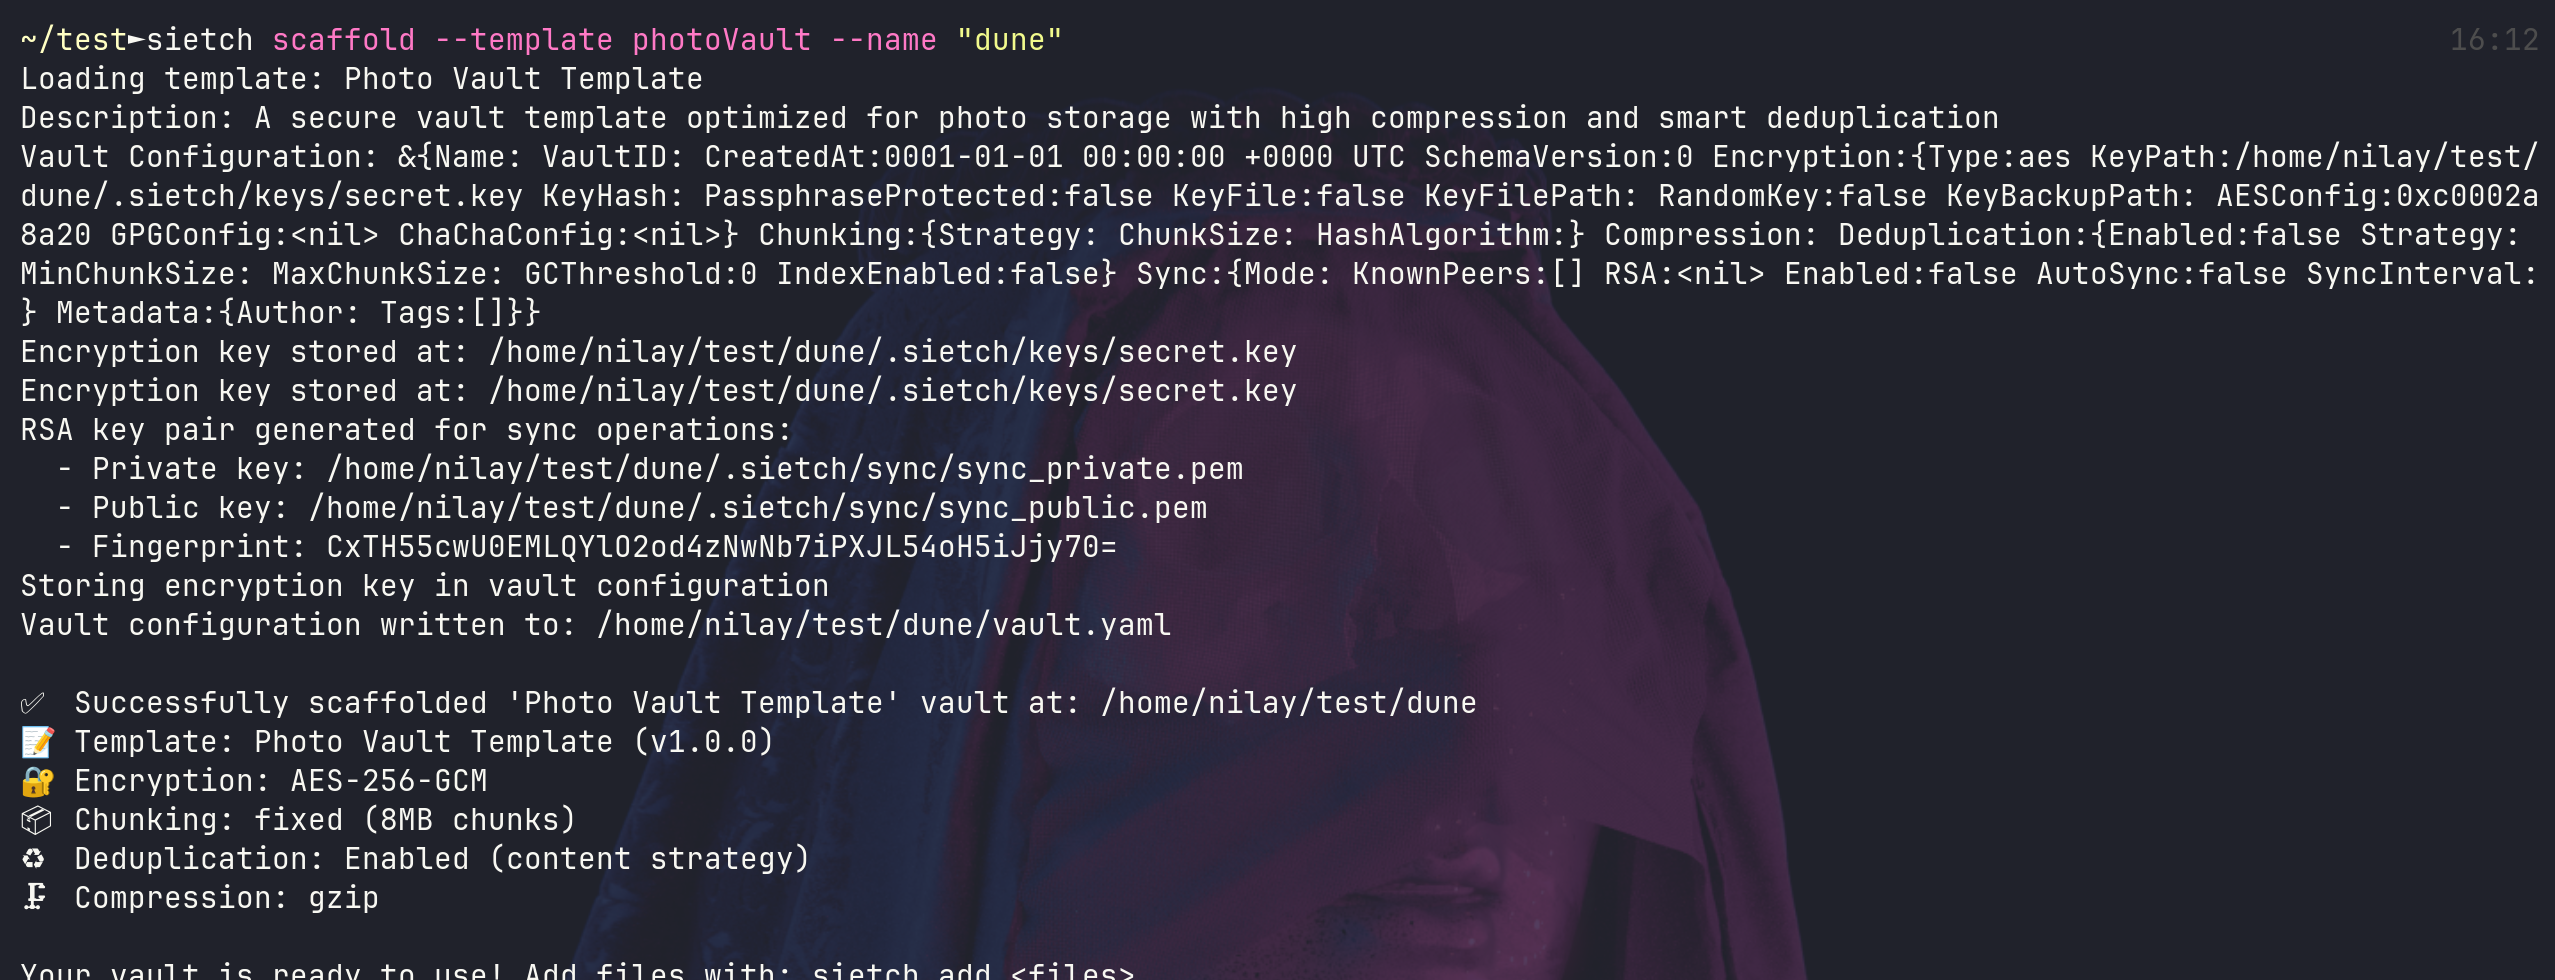 ~/test►sietch scaffold --template photoVault --name "dune" 16:12
Loading template: Photo Vault Template
Description: A secure vault template optimized for photo storage with high compression and smart deduplication
Vault Configuration: &{Name: VaultID: CreatedAt:0001-01-01 00:00:00 +0000 UTC SchemaVersion:0 Encryption:{Type:aes KeyPath:/home/nilay/test/
dune/.sietch/keys/secret.key KeyHash: PassphraseProtected:false KeyFile:false KeyFilePath: RandomKey:false KeyBackupPath: AESConfig:0xc0002a
8a20 GPGConfig:<nil> ChaChaConfig:<nil>} Chunking:{Strategy: ChunkSize: HashAlgorithm:} Compression: Deduplication:{Enabled:false Strategy:
MinChunkSize: MaxChunkSize: GCThreshold:0 IndexEnabled:false} Sync:{Mode: KnownPeers:[] RSA:<nil> Enabled:false AutoSync:false SyncInterval:
} Metadata:{Author: Tags:[]}}
Encryption key stored at: /home/nilay/test/dune/.sietch/keys/secret.key
Encryption key stored at: /home/nilay/test/dune/.sietch/keys/secret.key
RSA key pair generated for sync operations:
  - Private key: /home/nilay/test/dune/.sietch/sync/sync_private.pem
  - Public key: /home/nilay/test/dune/.sietch/sync/sync_public.pem
  - Fingerprint: CxTH55cwU0EMLQYlO2od4zNwNb7iPXJL54oH5iJjy70=
Storing encryption key in vault configuration
Vault configuration written to: /home/nilay/test/dune/vault.yaml
✅ Successfully scaffolded 'Photo Vault Template' vault at: /home/nilay/test/dune
📝 Template: Photo Vault Template (v1.0.0)
🔐 Encryption: AES-256-GCM
📦 Chunking: fixed (8MB chunks)
♻ Deduplication: Enabled (content strategy)
🗜 Compression: gzip
Your vault is ready to use! Add files with: sietch add <files>